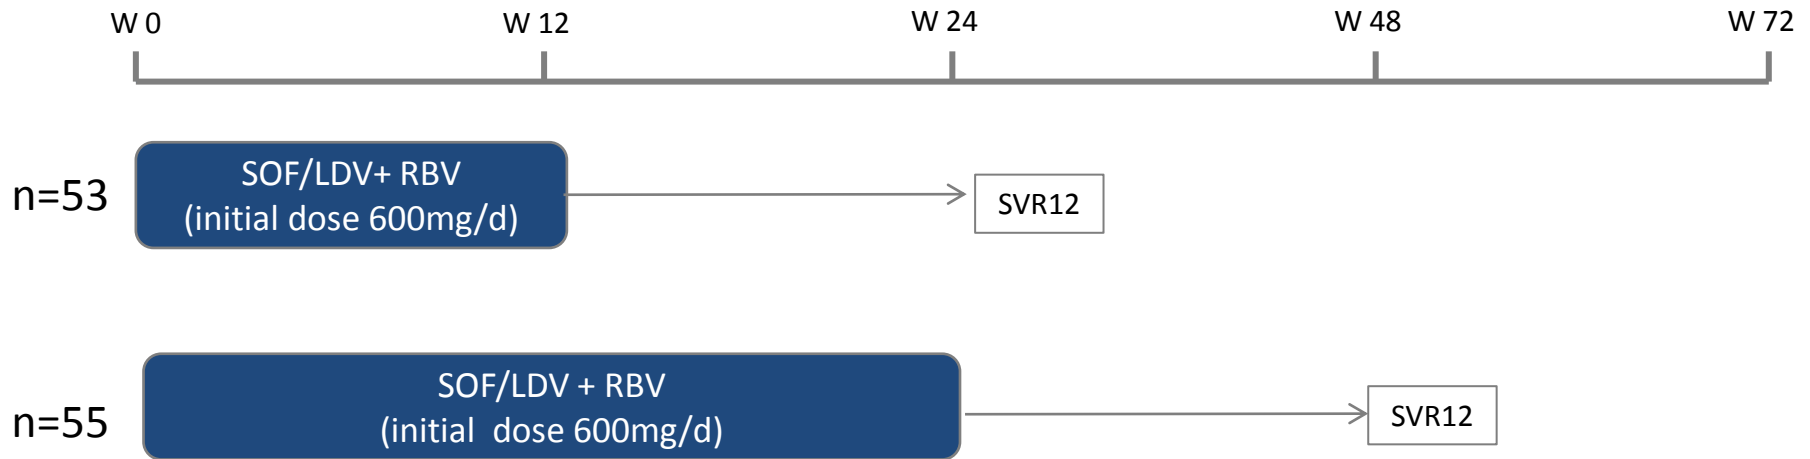 W 0
W 12
W 24
W 48
W 72
n=53
SOF/LDV+ RBV
(initial dose 600mg/d)
SVR12
n=55
SOF/LDV + RBV
(initial  dose 600mg/d)
SVR12